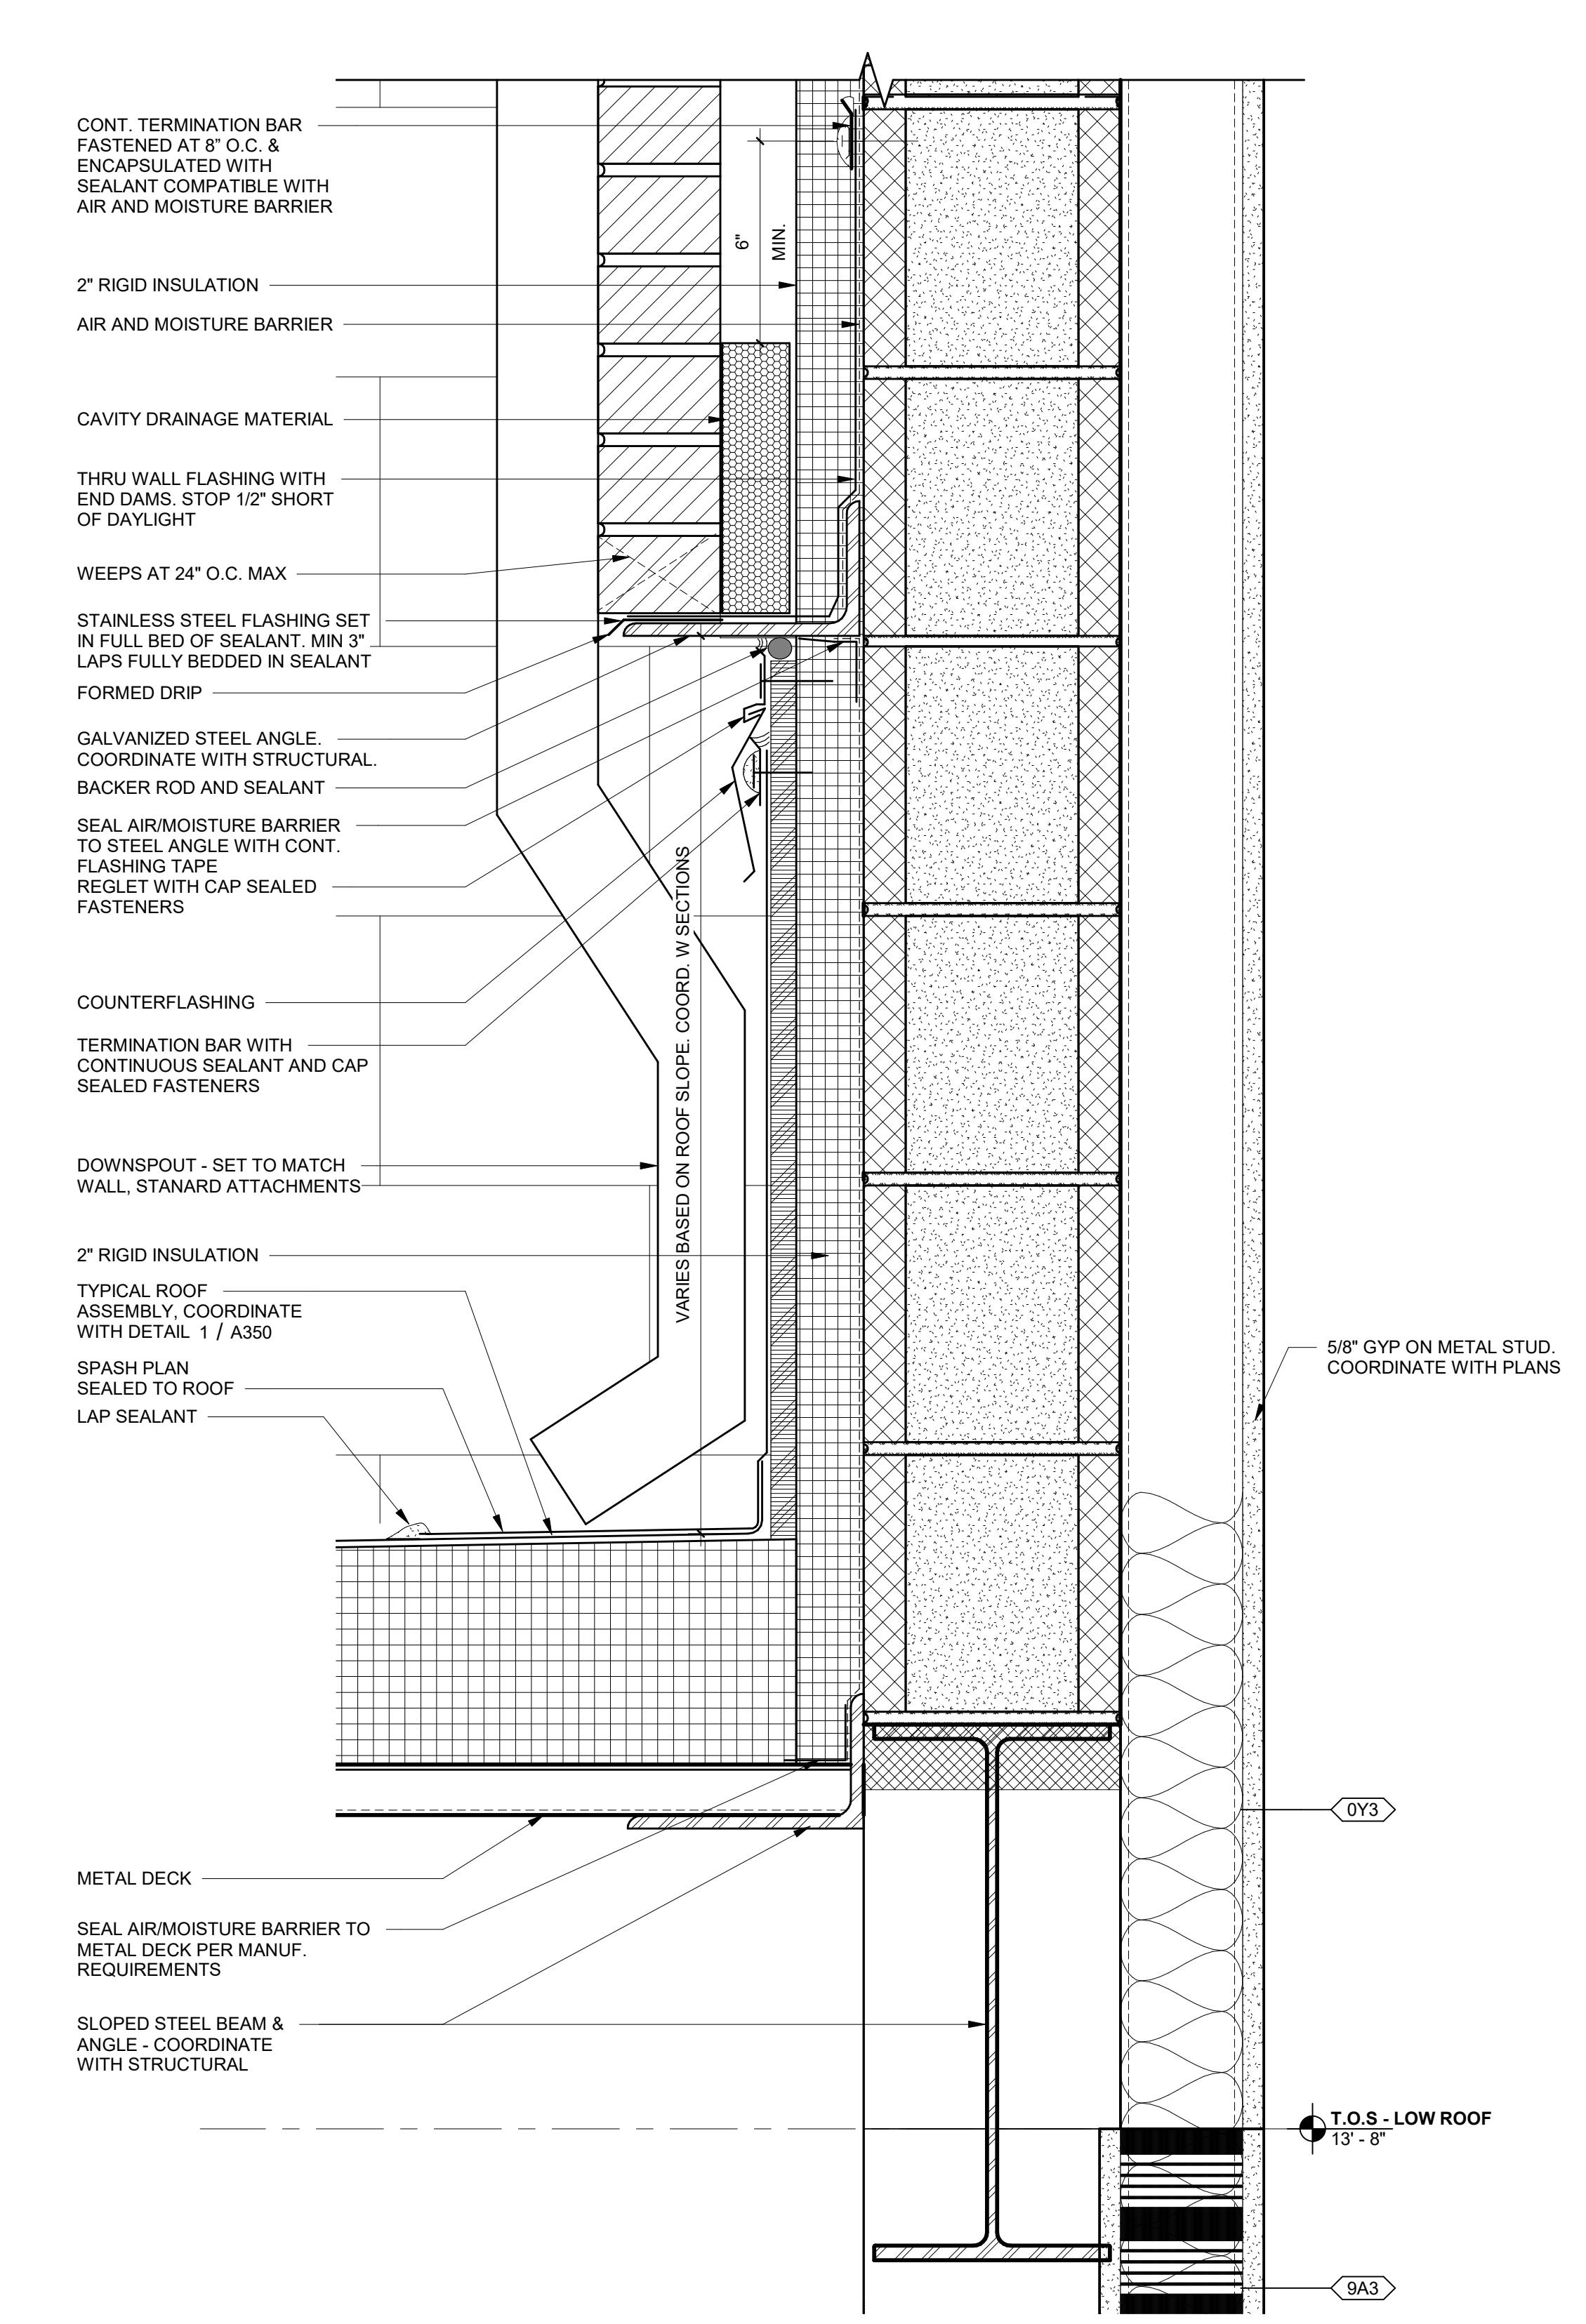 CONT. TERMINATION BAR
FASTENED AT 8” O.C. &
ENCAPSULATED WITH
SEALANT COMPATIBLE WITH
AIR AND MOISTURE BARRIER
2" RIGID INSULATION
AIR AND MOISTURE BARRIER
CAVITY DRAINAGE MATERIAL
THRU WALL FLASHING WITH
END DAMS. STOP 1/2" SHORT
OF DAYLIGHT
WEEPS AT 24" O.C. MAX
STAINLESS STEEL FLASHING SET
IN FULL BED OF SEALANT. MIN 3"
LAPS FULLY BEDDED IN SEALANT
FORMED DRIP
GALVANIZED STEEL ANGLE.
COORDINATE WITH STRUCTURAL.
BACKER ROD AND SEALANT
SEAL AIR/MOISTURE BARRIER
TO STEEL ANGLE WITH CONT.
FLASHING TAPE
REGLET WITH CAP SEALED
FASTENERS
COUNTERFLASHING
TERMINATION BAR WITH
CONTINUOUS SEALANT AND CAP
SEALED FASTENERS
DOWNSPOUT - SET TO MATCH
WALL, STANARD ATTACHMENTS
2" RIGID INSULATION
TYPICAL ROOF
ASSEMBLY, COORDINATE
WITH DETAIL 1 / A350
SPASH PLAN
SEALED TO ROOF
LAP SEALANT
METAL DECK
SEAL AIR/MOISTURE BARRIER TO
METAL DECK PER MANUF.
REQUIREMENTS
SLOPED STEEL BEAM &
ANGLE - COORDINATE
WITH STRUCTURAL
6"
MIN.
VARIES BASED ON ROOF SLOPE. COORD. W SECTIONS
5/8" GYP ON METAL STUD.
COORDINATE WITH PLANS
0Y3
T.O.S - LOW ROOF
13' - 8"
9A3